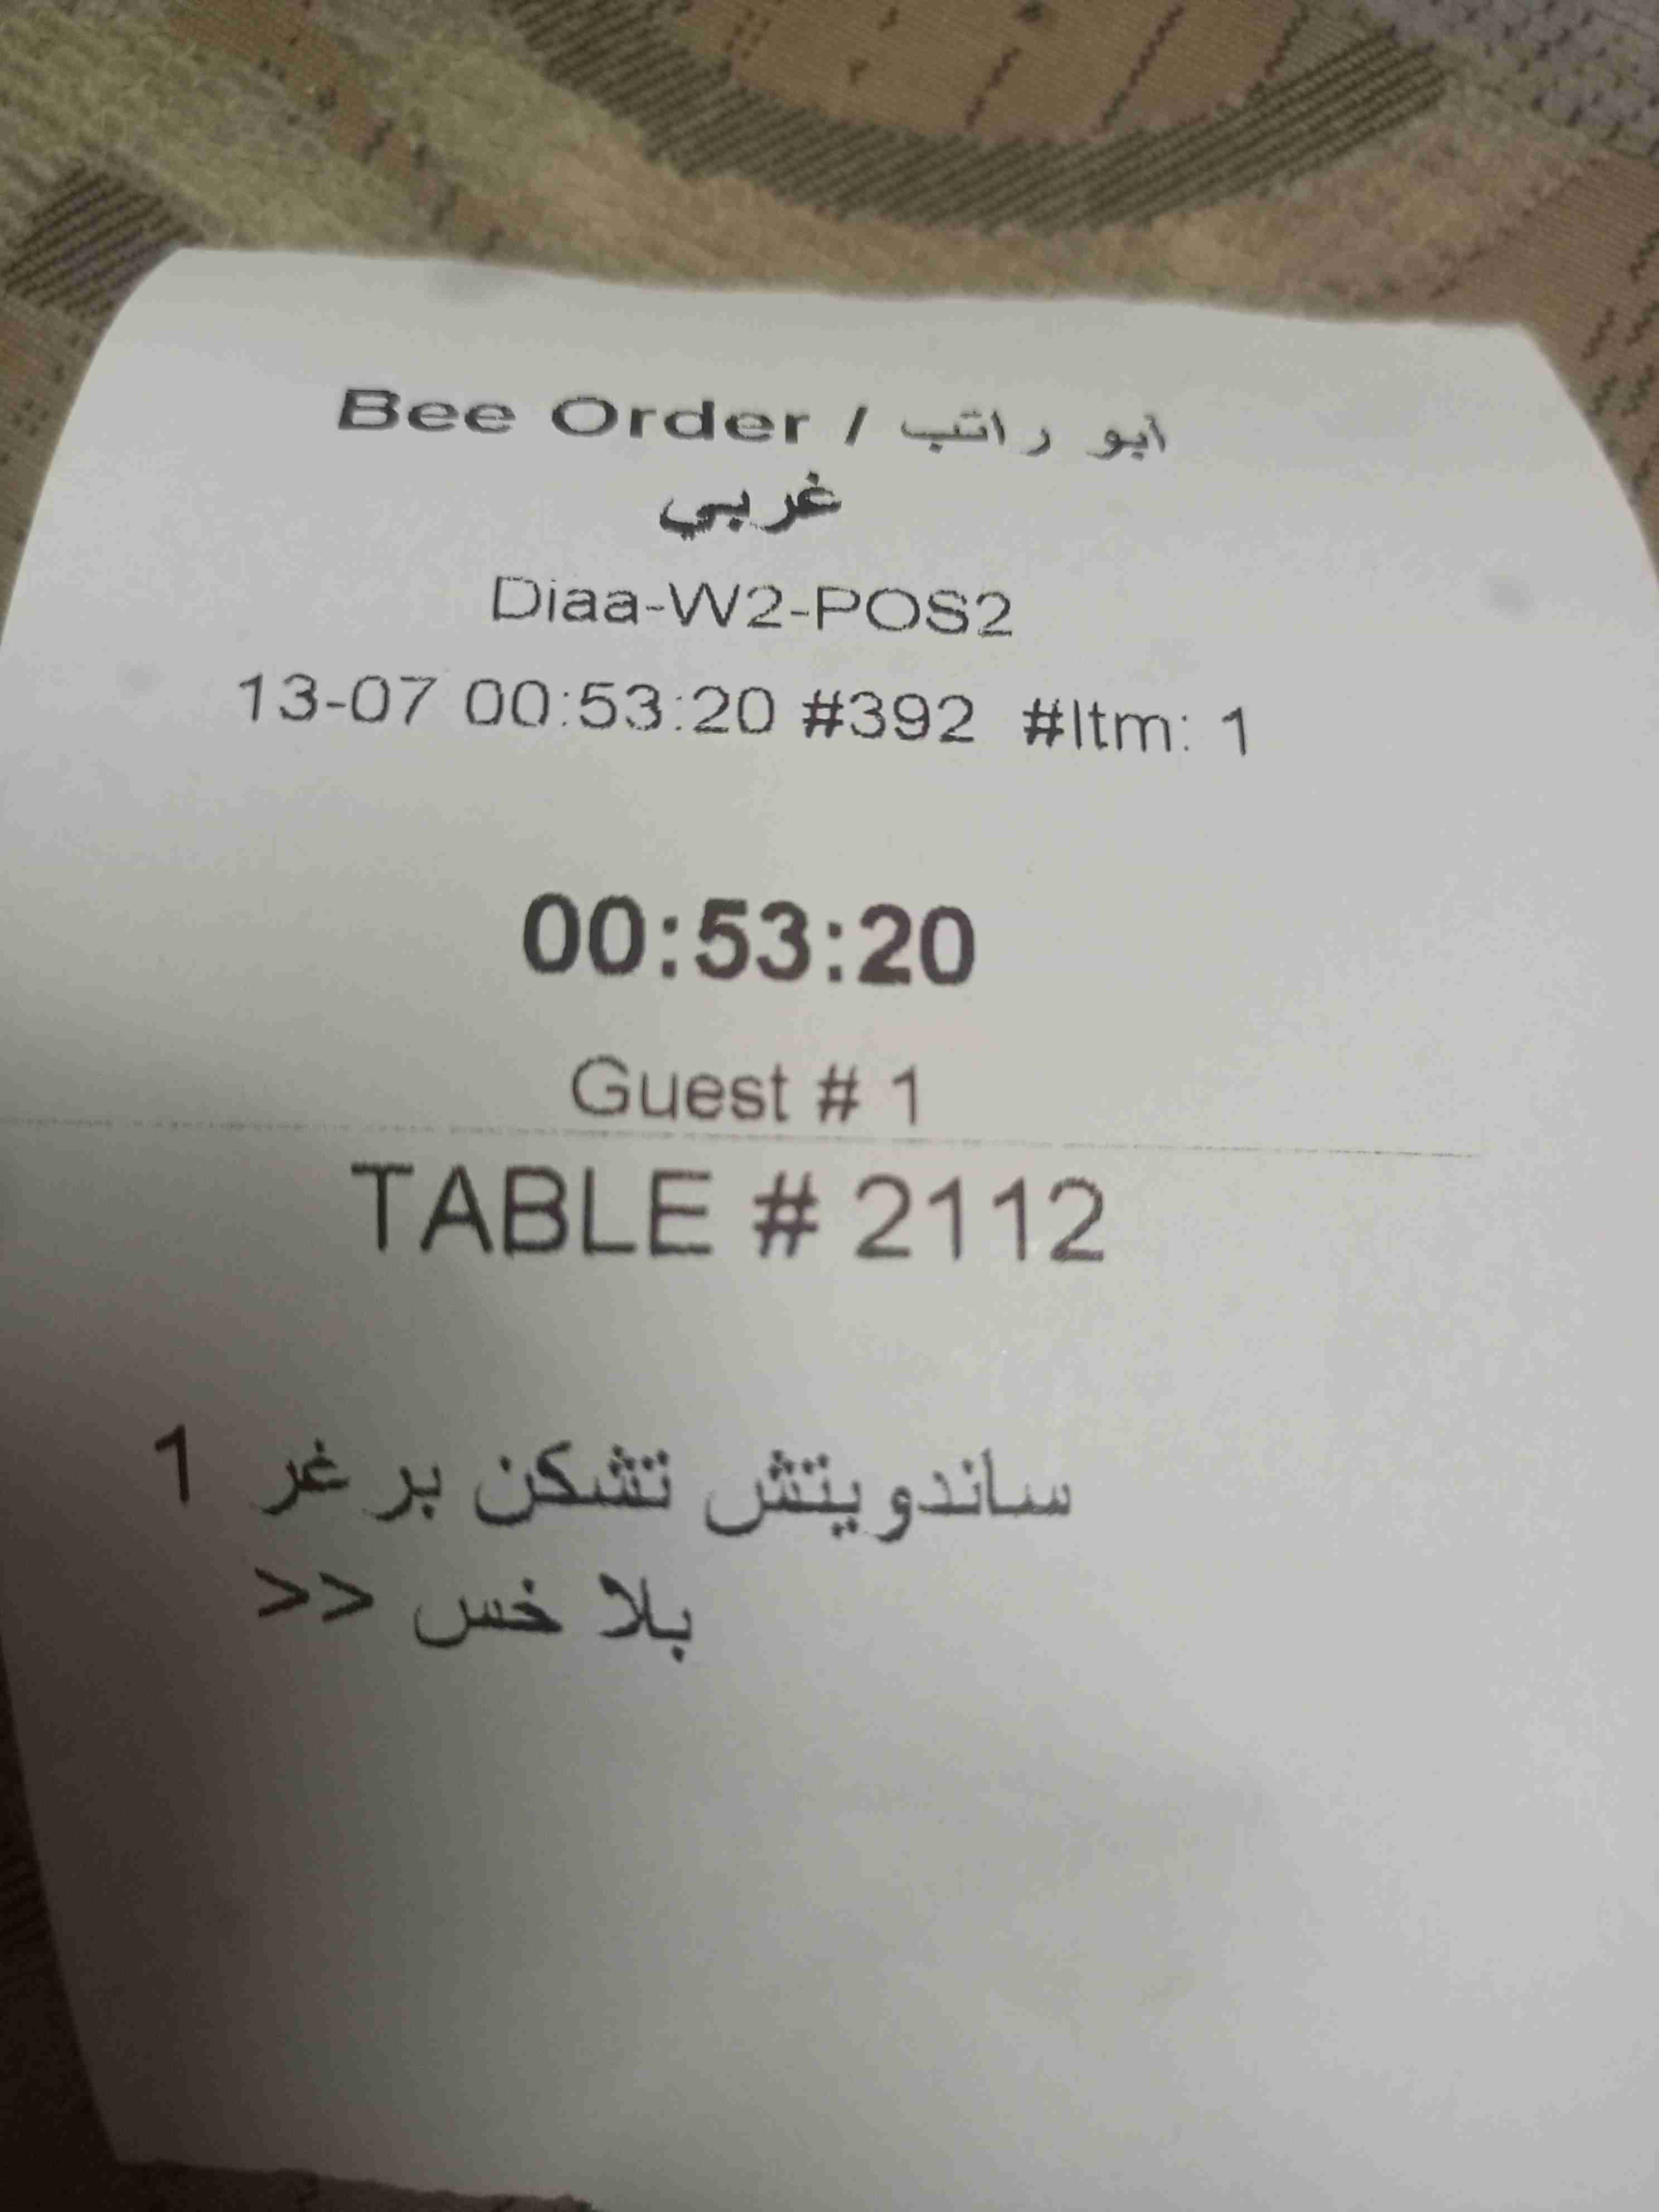 Bee Order / ابو راتب
غربي
Diaa-W2-POS2
13-07 00:53:20 #392 #Itm: 1
00:53:20
Guest # 1
TABLE # 2112
1 ساندويتش تشكن برغر
>> بلا خس